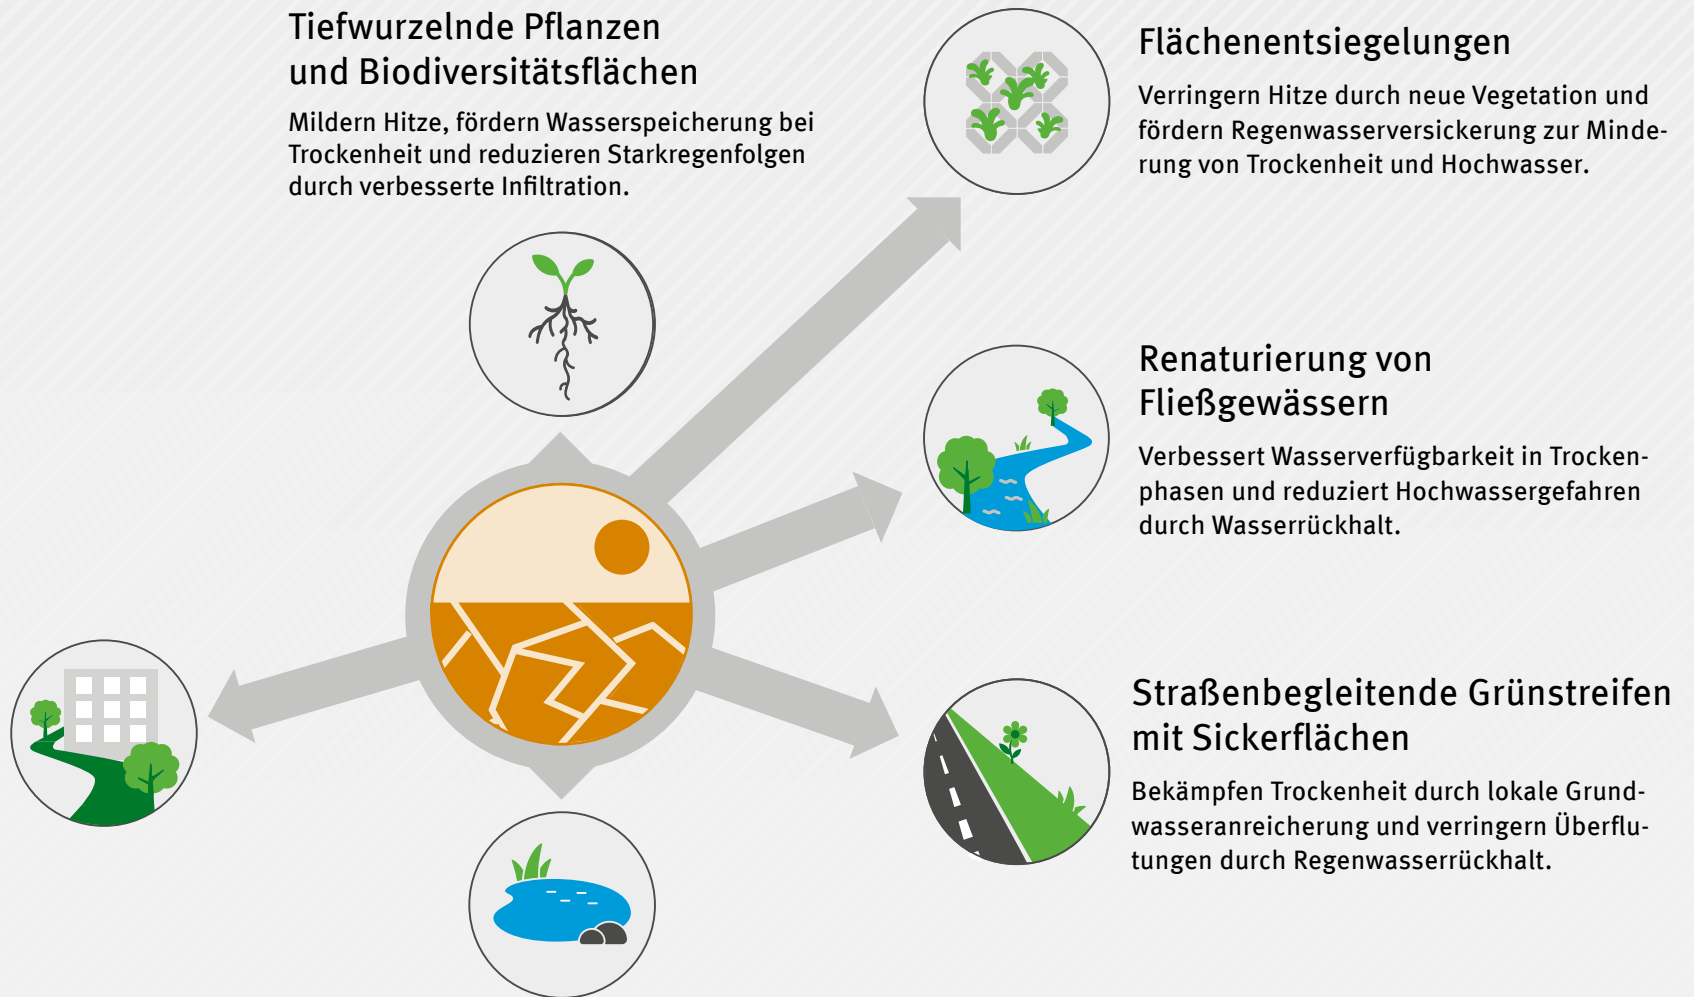 Tiefwurzelnde Pflanzen
und Biodiversitätsflächen
Mildern Hitze, fördern Wasserspeicherung bei
Trockenheit und reduzieren Starkregenfolgen
durch verbesserte Infiltration.
Flächenentsiegelungen
Verringern Hitze durch neue Vegetation und
fördern Regenwasserversickerung zur Minde-
rung von Trockenheit und Hochwasser.
Renaturierung von
Fließgewässern
Verbessert Wasserverfügbarkeit in Trocken-
phasen und reduziert Hochwassergefahren
durch Wasserrückhalt.
Straßenbegleitende Grünstreifen
mit Sickerflächen
Bekämpfen Trockenheit durch lokale Grund-
wasseranreicherung und verringern Überflu-
tungen durch Regenwasserrückhalt.